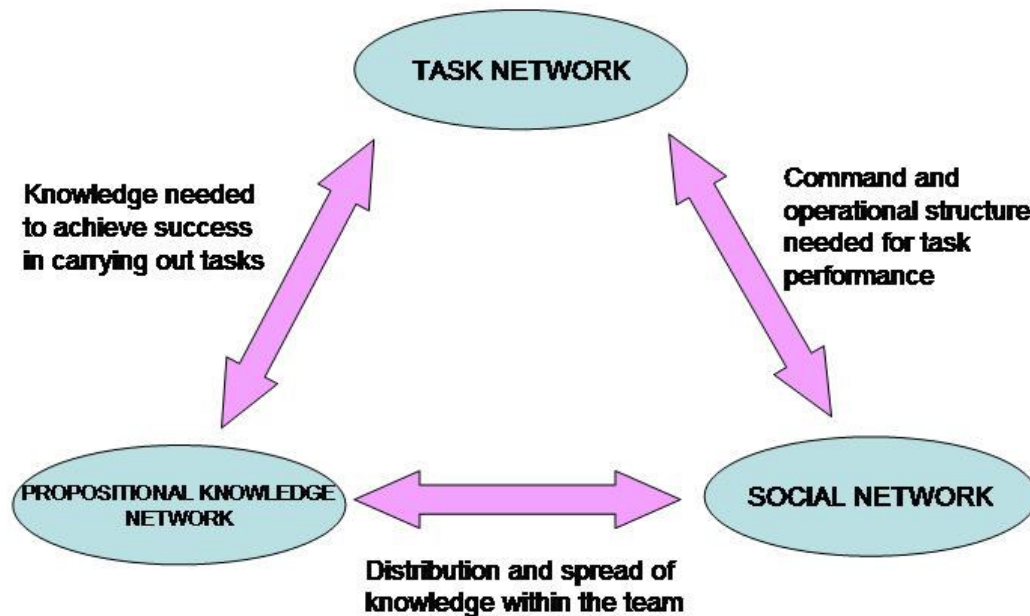 TASK NETWORK
Knowledge needed
to achieve success
in carrying out tasks
Command and
operational structure
needed for task
performance
PROPOSITIONAL KNOWLEDGE
NETWORK
SOCIAL NETWORK
Distribution and spread of
knowledge within the team